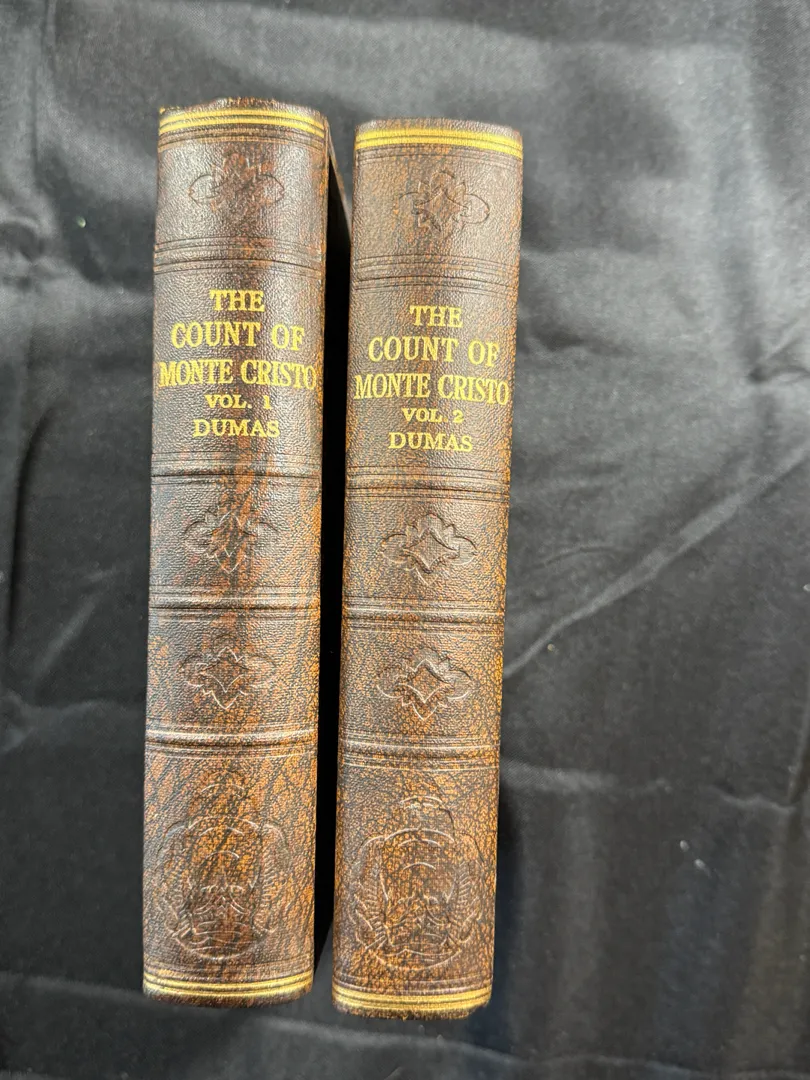 THE
COUNT OF
MONTE CRISTO
VOL. 1
DUMAS
THE
COUNT OF
MONTE CRISTO
VOL. 2
DUMAS